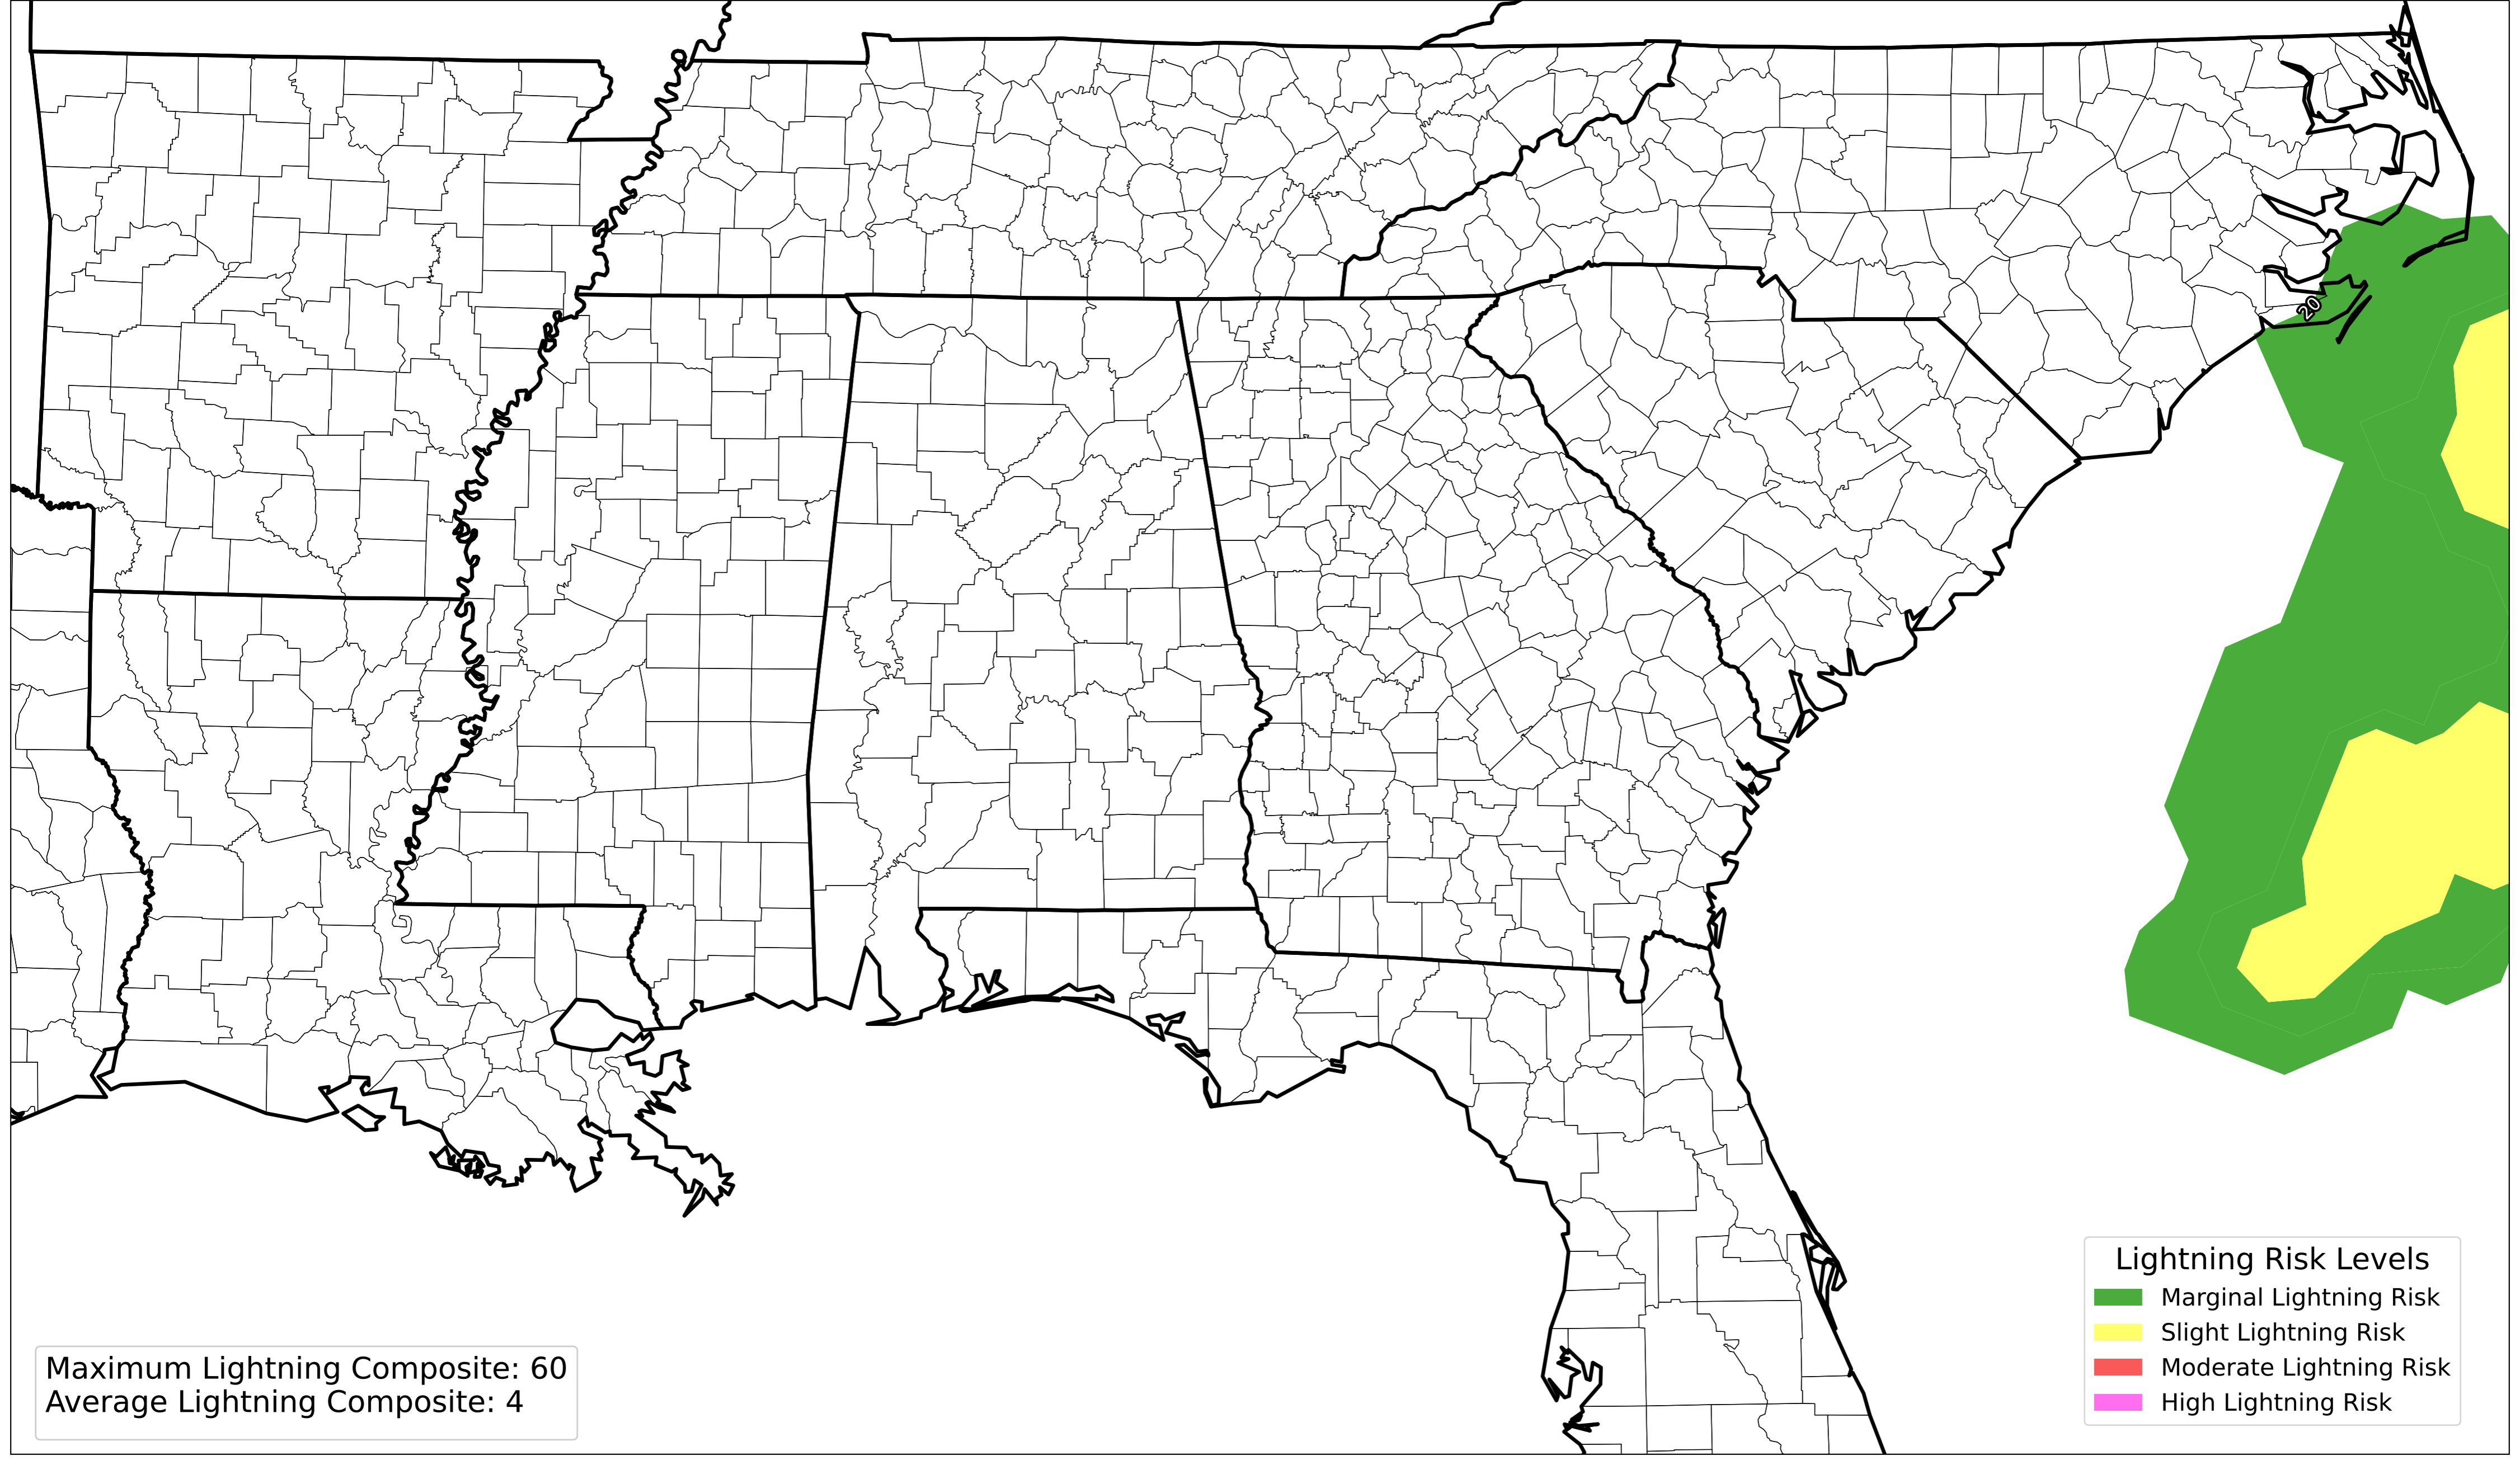 20
Lightning Risk Levels
Marginal Lightning Risk
Slight Lightning Risk
Moderate Lightning Risk
High Lightning Risk
Maximum Lightning Composite: 60
Average Lightning Composite: 4